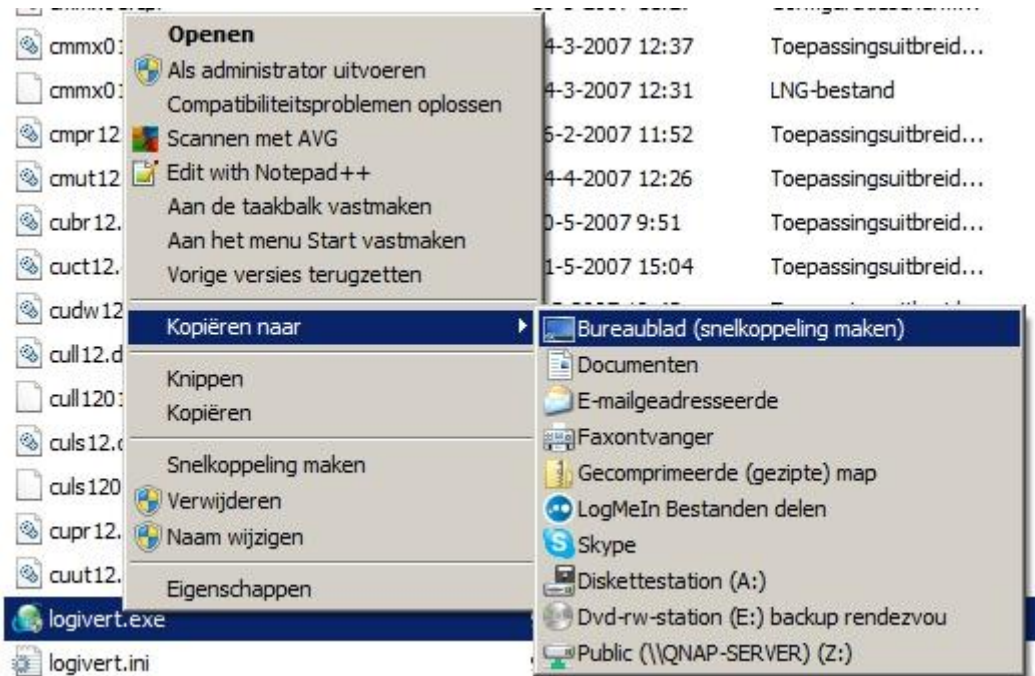 Openen
cmmx01
4-3-2007 12:37
Toepassingsuitbreid...
Als administrator uitvoeren
cmmx01
4-3-2007 12:31
LNG-bestand
Compatibiliteitsproblemen oplossen
cmpr12
6-2-2007 11:52
Toepassingsuitbreid...
Scannen met AVG
cmut12
4-4-2007 12:26
Toepassingsuitbreid...
Edit with Notepad++
cubr12.
0-5-2007 9:51
Toepassingsuitbreid...
Aan de taakbalk vastmaken
Aan het menu Start vastmaken
cuct12.
1-5-2007 15:04
Toepassingsuitbreid...
Vorige versies terugzetten
cudw12
Kopiëren naar
cull12.d
Knippen
cull1201
Kopiëren
culs12.d
Snelkoppeling maken
culs120
Verwijderen
cupr12.
Naam wijzigen
cuut12.
Eigenschappen
logivert.exe
logivert.ini
Bureaublad (snelkoppeling maken)
Documenten
E-mailgeadresseerde
Faxontvanger
Gecomprimeerde (gezipte) map
LogMeIn Bestanden delen
Skype
Diskettestation (A:)
Dvd-rw-station (E:) backup rendezvou
Public (\\QNAP-SERVER) (Z:)